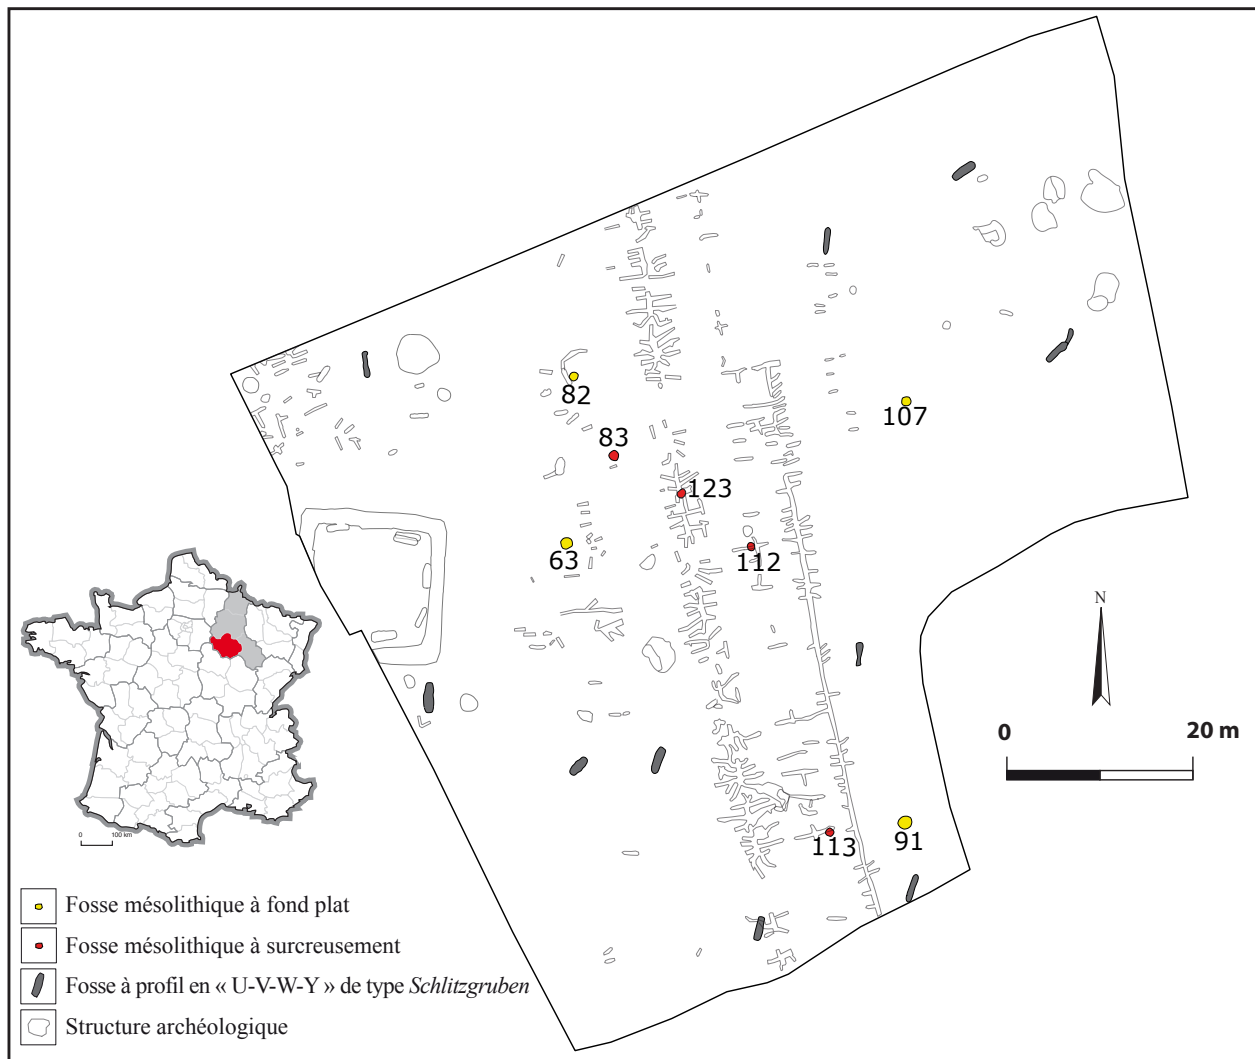 82
83
107
123
63
112
N
0 20 m
113
91
0 100 km
Fosse mésolithique à fond plat
Fosse mésolithique à surcreusement
Fosse à profil en « U-V-W-Y » de type Schlitzgruben
Structure archéologique